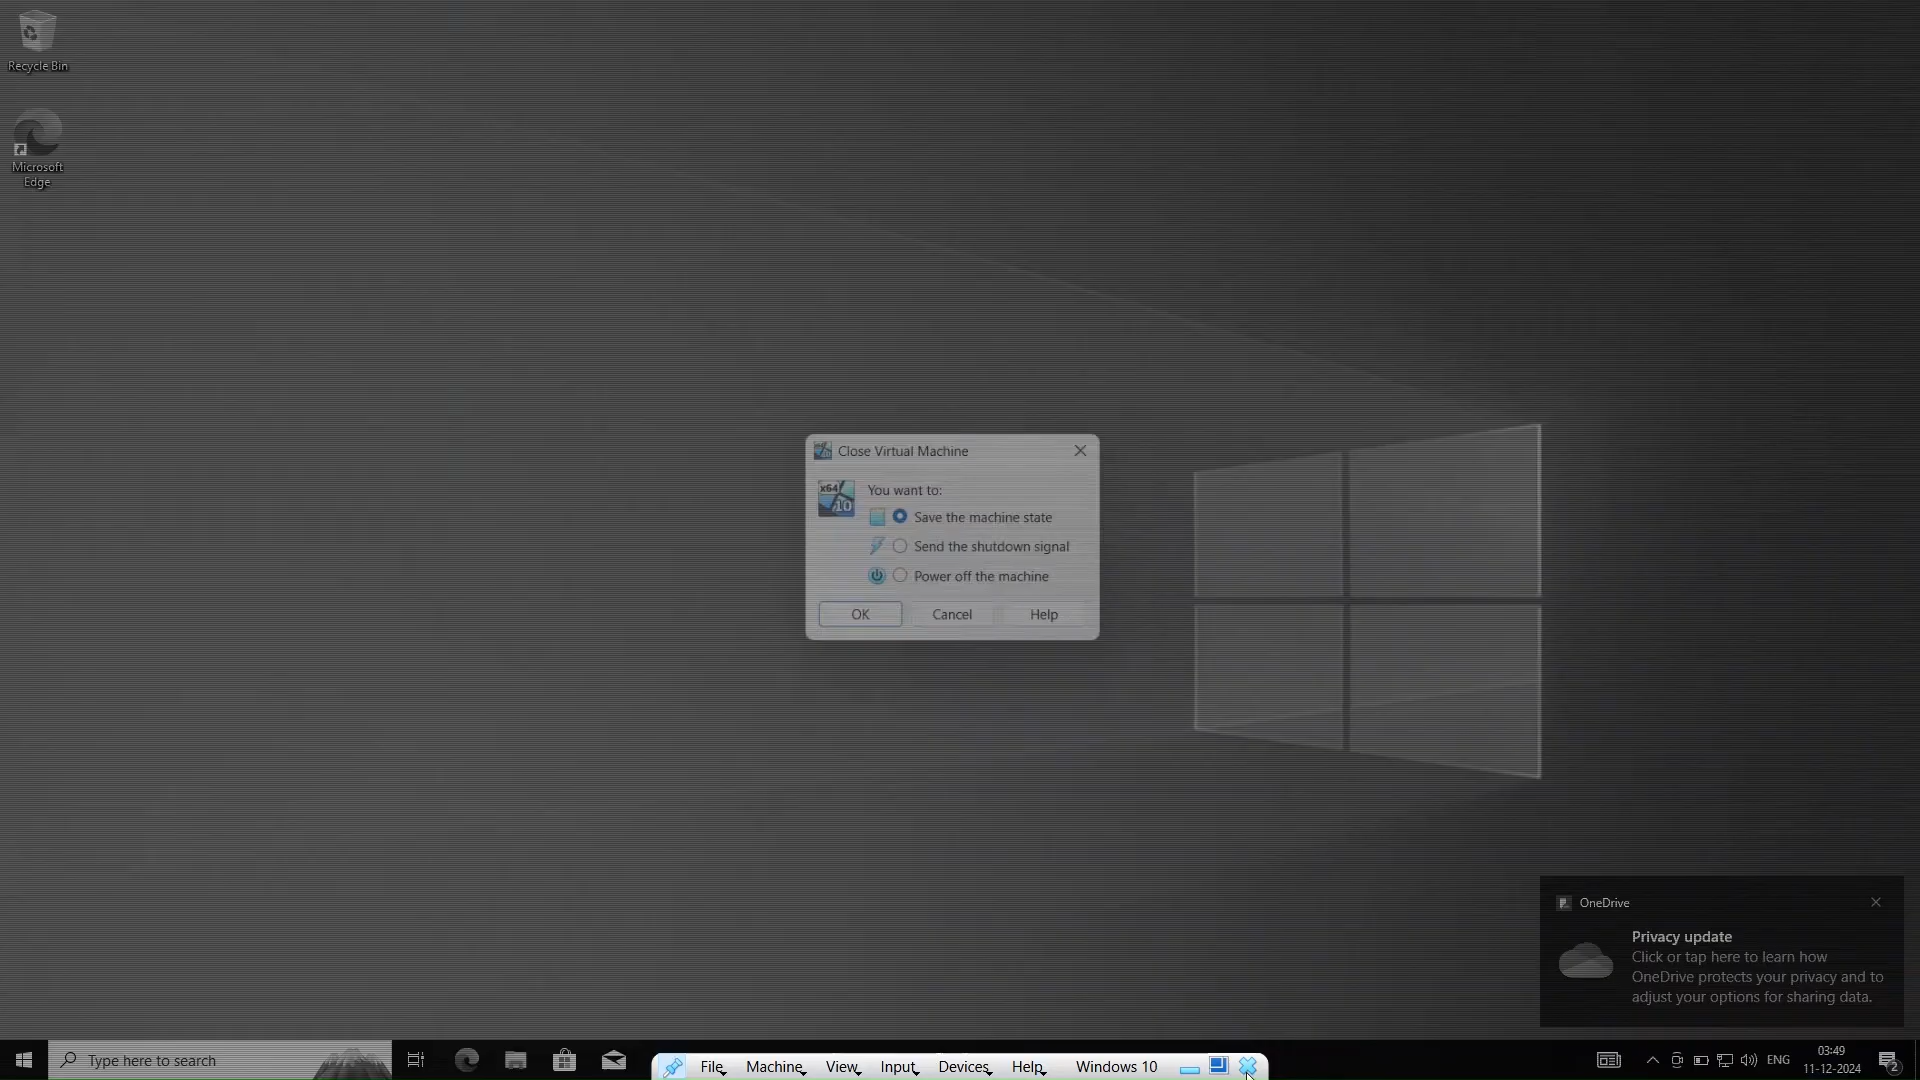 Recycle Bin
Microsoft
Edge
Close Virtual Machine
x64
10
You want to:
Save the machine state
Send the shutdown signal
Power off the machine
OK
Cancel
Help
OneDrive
Privacy update
Click or tap here to learn how
OneDrive protects your privacy and to
adjust your options for sharing data.
Type here to search
File
Machine
View
Input
Devices
Help
Windows 10
ENG
03:49
11-12-2024
2